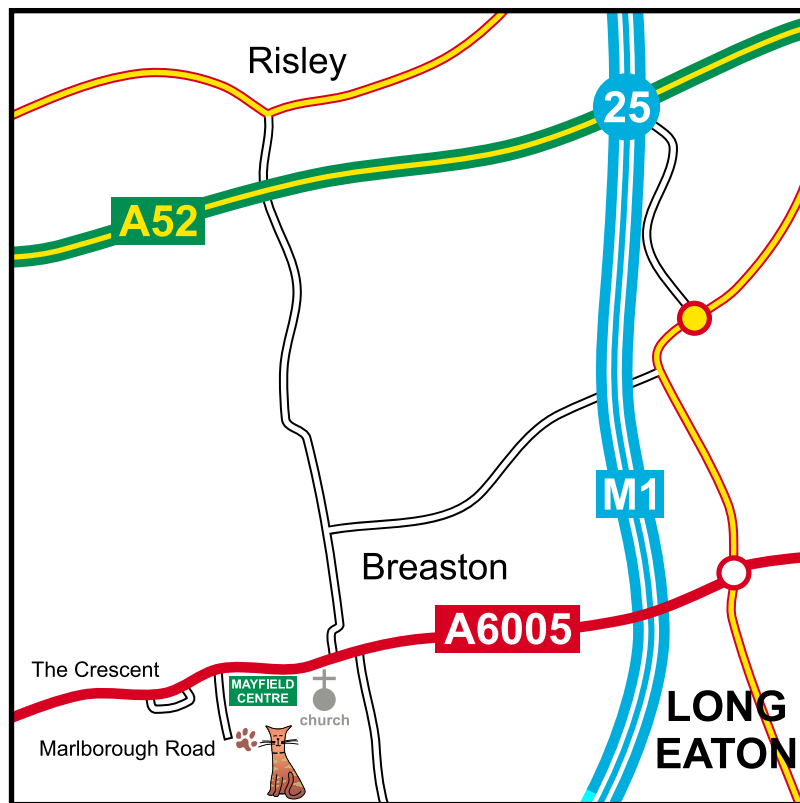 Risley
25
A52
M1
Breaston
A6005
The Crescent
MAYFIELD
CENTRE
church
LONG
EATON
Marlborough Road